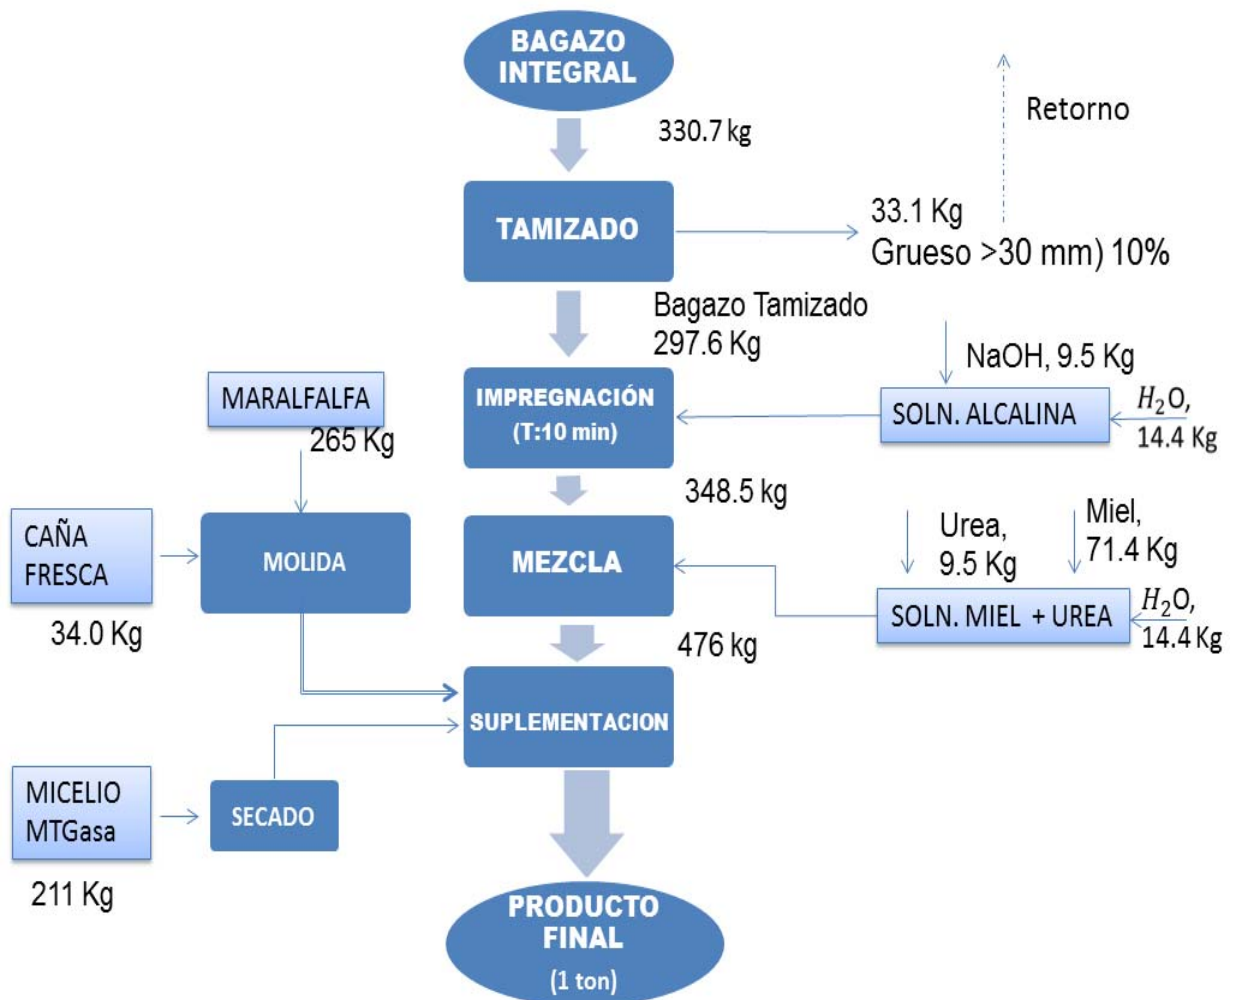 BAGAZO
INTEGRAL
330.7 kg
Retorno
TAMIZADO
33.1 Kg
Grueso >30 mm) 10%
Bagazo Tamizado
297.6 Kg
NaOH, 9.5 Kg
MARALFALFA
265 Kg
IMPREGNACIÓN
(T:10 min)
SOLN. ALCALINA
H₂O,
14.4 Kg
348.5 kg
CAÑA
FRESCA
34.0 Kg
MOLIDA
MEZCLA
Urea,
9.5 Kg
Miel,
71.4 Kg
SOLN. MIEL + UREA
H₂O,
14.4 Kg
476 kg
SUPLEMENTACION
MICELIO
MTGasa
211 Kg
SECADO
PRODUCTO
FINAL
(1 ton)